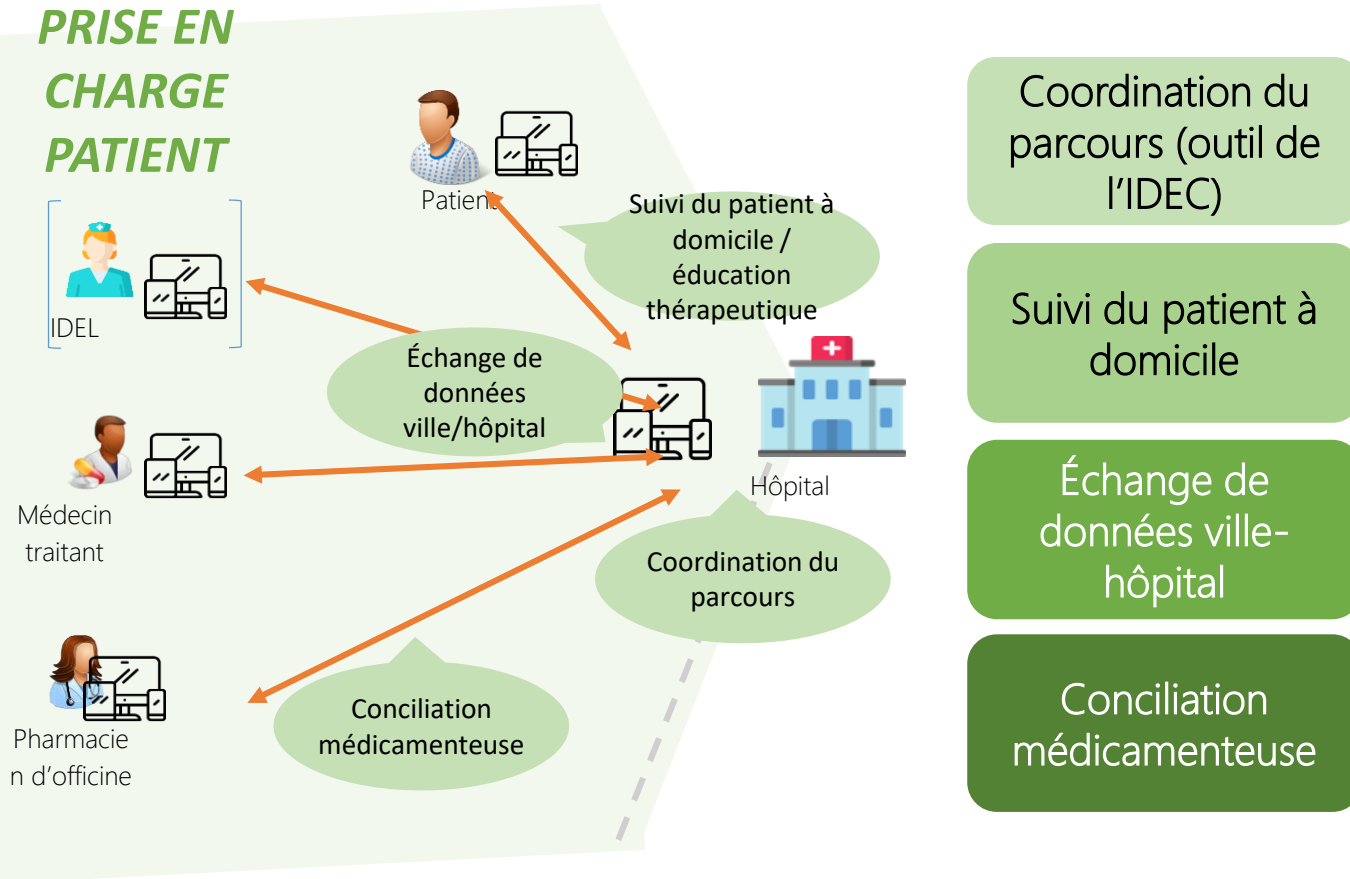 PRISE EN
CHARGE
PATIENT
Patient
IDEL
Médecin
traitant
Pharmacie
n d'officine
Suivi du patient à
domicile /
éducation
thérapeutique
Échange de
données
ville/hôpital
Hôpital
Coordination du
parcours
Conciliation
médicamenteuse
Coordination du
parcours (outil de
l'IDEC)
Suivi du patient à
domicile
Échange de
données ville-
hôpital
Conciliation
médicamenteuse